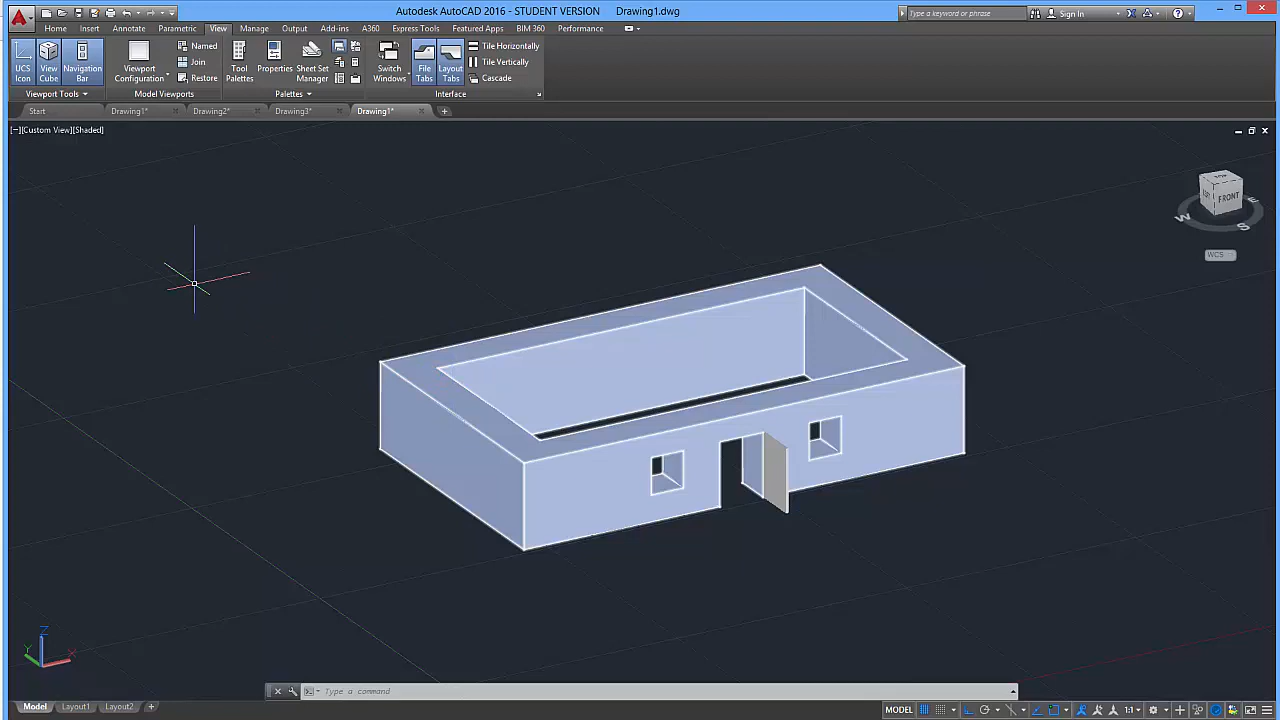 Autodesk AutoCAD 2016 - STUDENT VERSION Drawing1.dwg
Type a keyword or phrase
Sign In
Home Insert Annotate Parametric View Manage Output Add-ins A360 Express Tools Featured Apps BIM 360 Performance
UCS Icon
View Cube
Navigation Bar
Viewport Tools
Viewport Configuration
Named
Join
Restore
Model Viewports
Tool Palettes
Properties
Sheet Set Manager
Palettes
Switch Windows
File Tabs
Layout Tabs
Tile Horizontally
Tile Vertically
Cascade
Interface
Start Drawing1* Drawing2* Drawing3* Drawing1*
[−][Custom View][Shaded]
TOP
FRONT
W
S
E
WCS
Z
Y
X
Type a command
Model Layout1 Layout2
MODEL
1:1